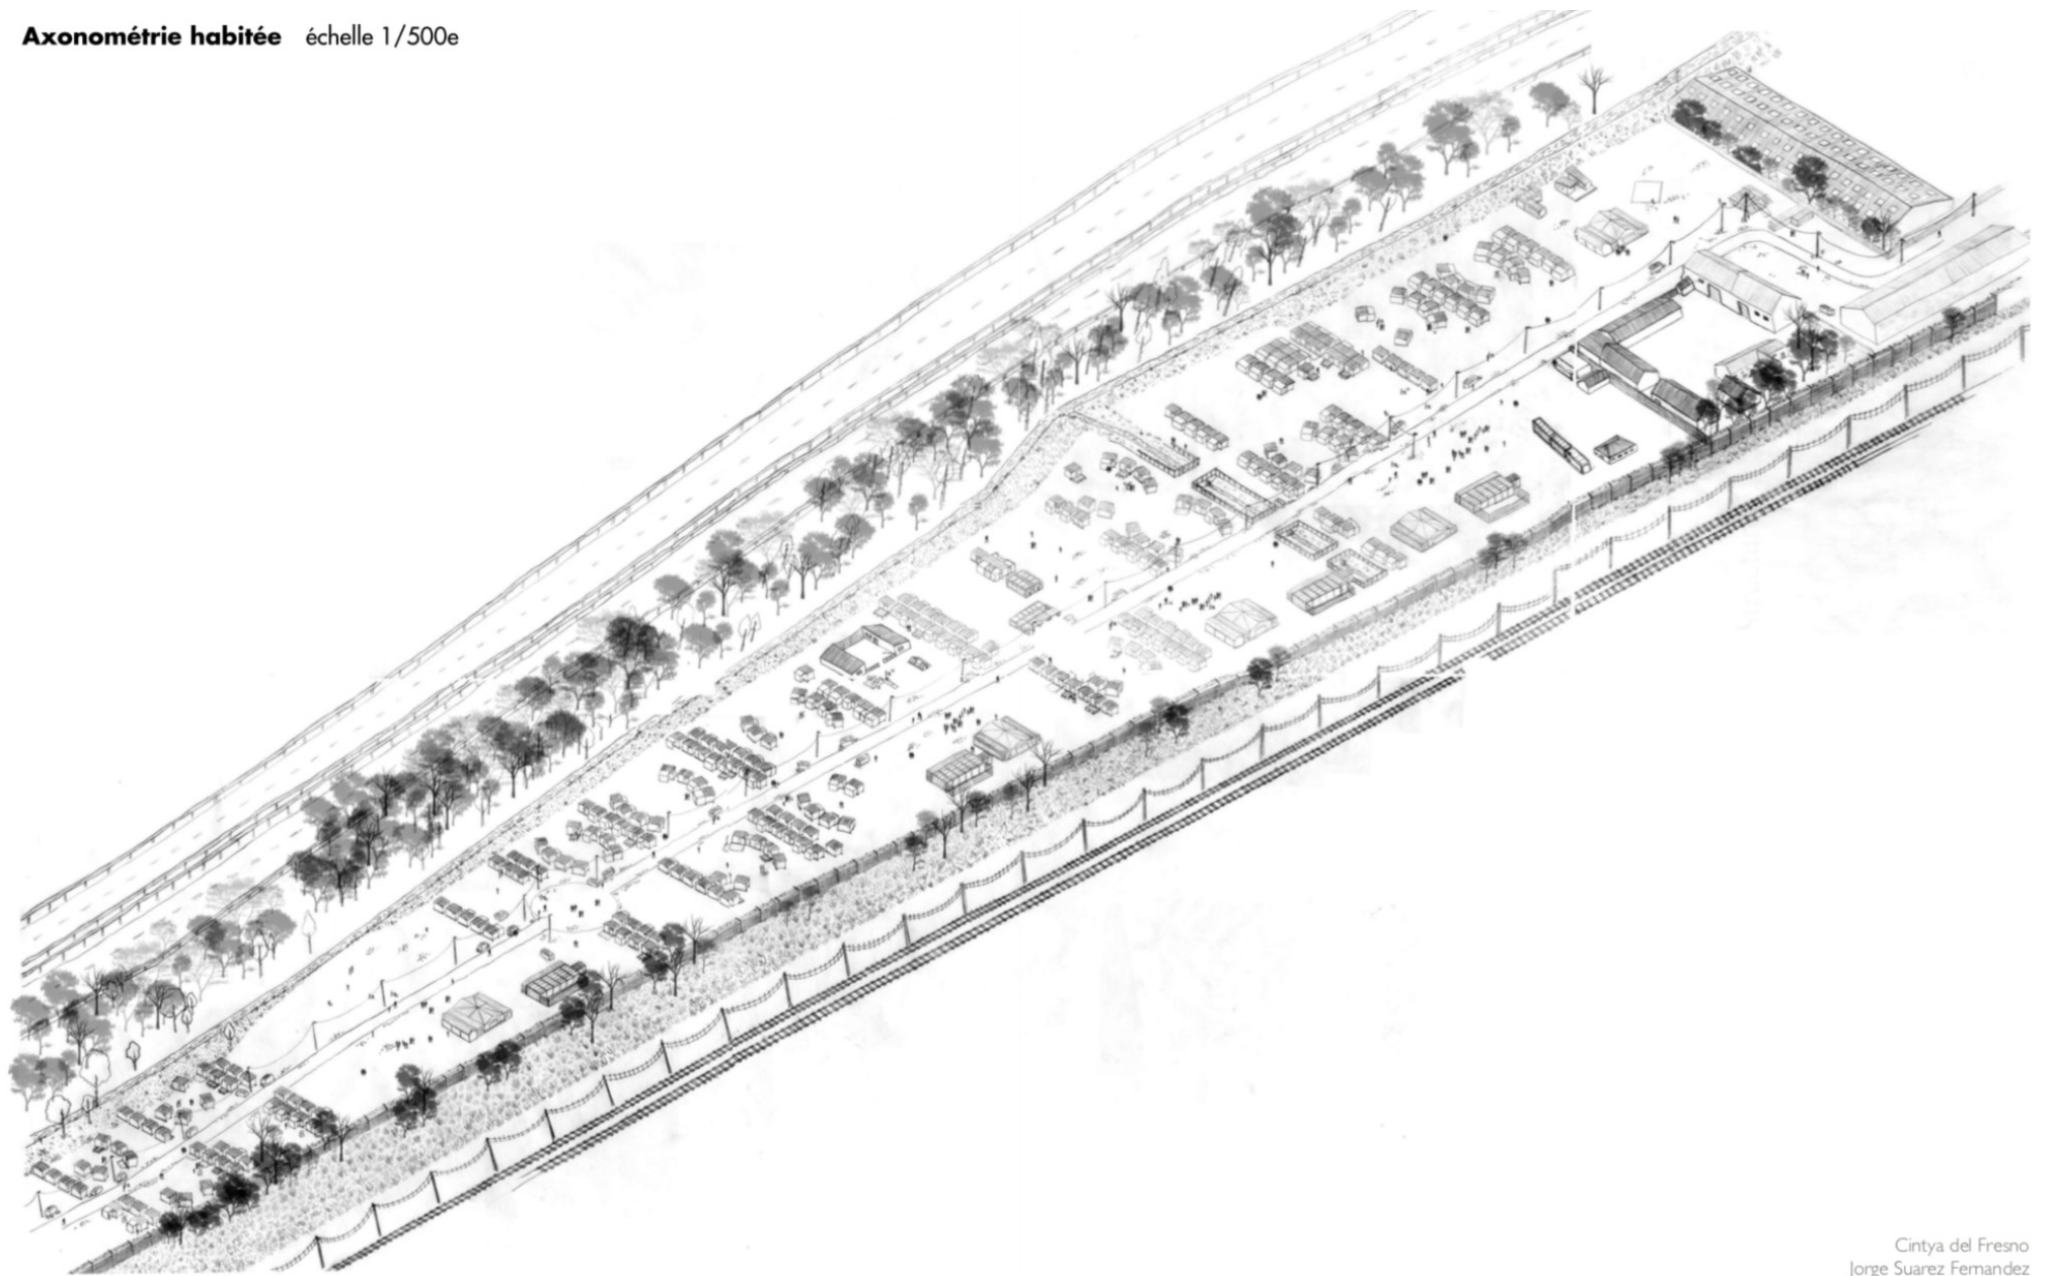 Axonométrie habitée échelle 1/500e
Cintya del Fresno
Jorge Suarez Fernandez